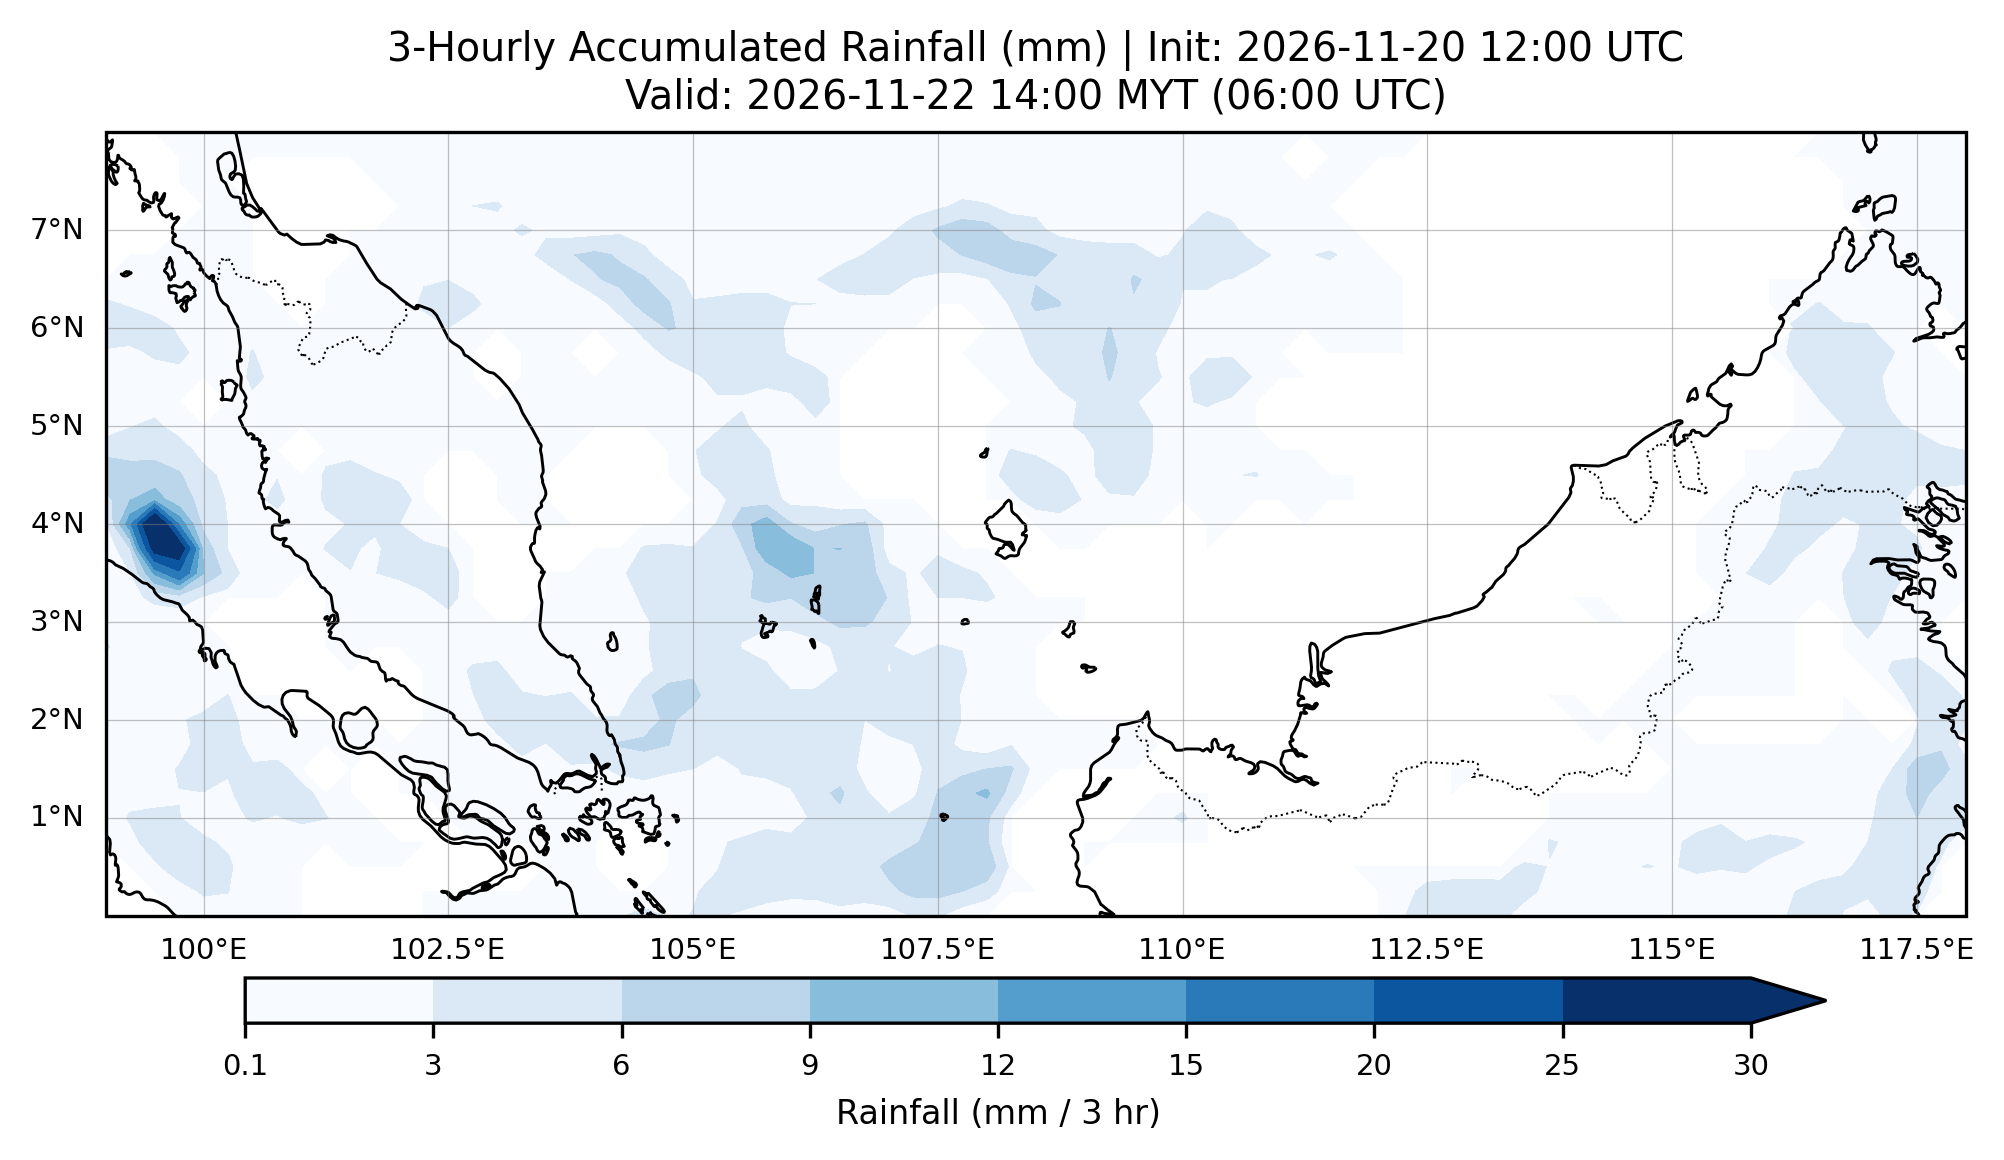 3-Hourly Accumulated Rainfall (mm) | Init: 2026-11-20 12:00 UTC
Valid: 2026-11-22 14:00 MYT (06:00 UTC)
7°N
6°N
5°N
4°N
3°N
2°N
1°N
100°E 102.5°E 105°E 107.5°E 110°E 112.5°E 115°E 117.5°E
0.1 3 6 9 12 15 20 25 30
Rainfall (mm / 3 hr)